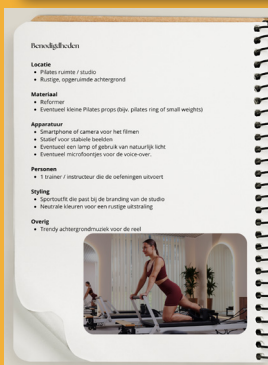 Benodigdheden
Locatie
• Pilates ruimte / studio
• Rustige, opgeruimde achtergrond
Materiaal
• Reformer
• Eventueel kleine Pilates props (bijv. pilates ring of small weights)
Apparatuur
• Smartphone of camera voor het filmen
• Statief voor stabiele beelden
• Eventueel een lamp of gebruik van natuurlijk licht
• Eventueel microfoontjes voor de voice-over.
Personen
• 1 trainer / instructeur die de oefeningen uitvoert
Styling
• Sportoutfit die past bij de branding van de studio
• Neutrale kleuren voor een rustige uitstraling
Overig
• Trendy achtergrondmuziek voor de reel